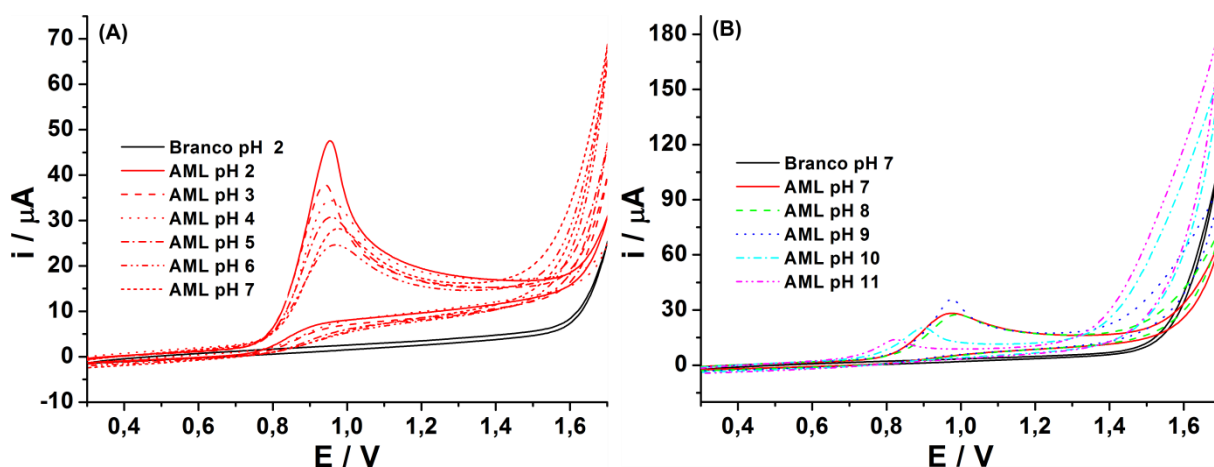 (A)
70
60
50
40
30
20
10
0
-10
i / μA
Branco pH 2
AML pH 2
AML pH 3
AML pH 4
AML pH 5
AML pH 6
AML pH 7
0,4 0,6 0,8 1,0 1,2 1,4 1,6
E / V
(B)
180
150
120
90
60
30
0
i / μA
Branco pH 7
AML pH 7
AML pH 8
AML pH 9
AML pH 10
AML pH 11
0,4 0,6 0,8 1,0 1,2 1,4 1,6
E / V